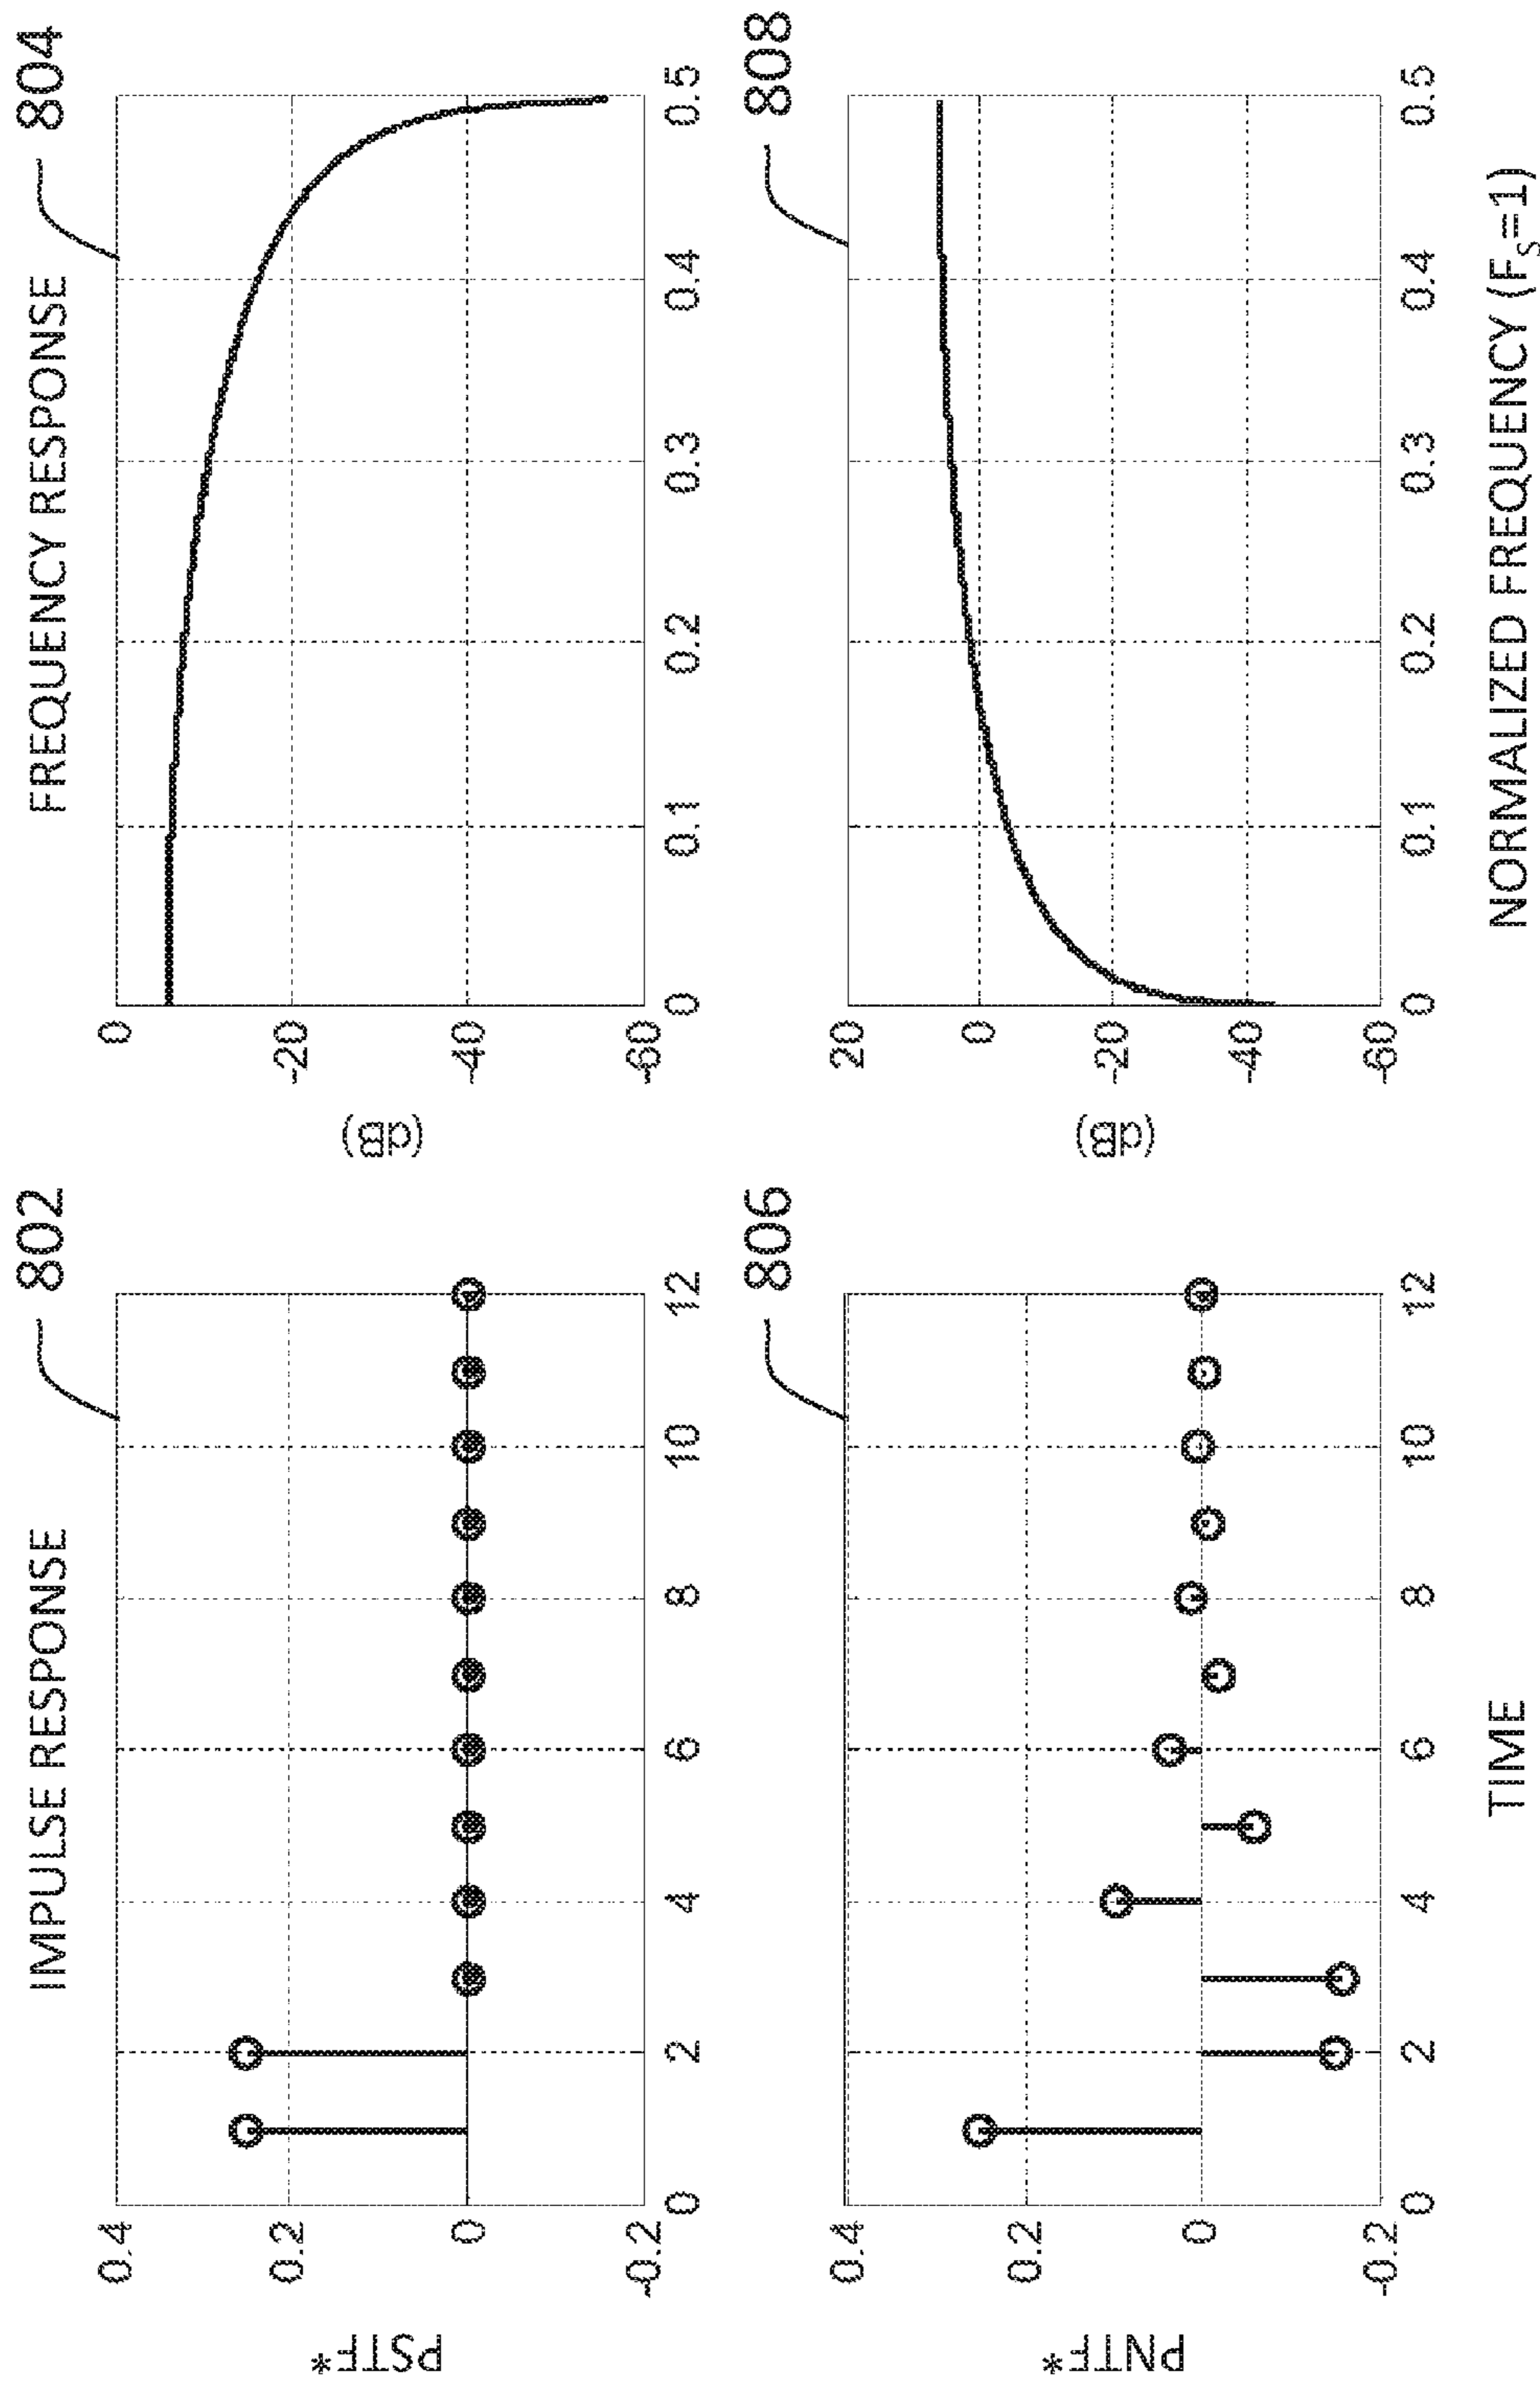 IMPULSE RESPONSE
802
PSTF*
0.4
0.2
0
-0.2
0 2 4 6 8 10 12
FREQUENCY RESPONSE
804
(dB)
0
-20
-40
-60
0 0.1 0.2 0.3 0.4 0.5
806
PNTF*
0.4
0.2
0
-0.2
0 2 4 6 8 10 12
TIME
808
(dB)
20
0
-20
-40
-60
0 0.1 0.2 0.3 0.4 0.5
NORMALIZED FREQUENCY (FS=1)